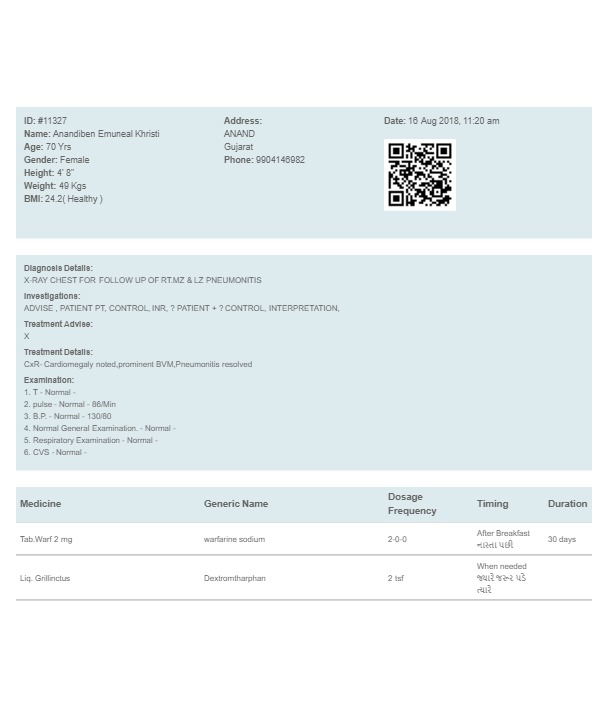 ID: #11327
Name: Anandiben Emuneal Khristi
Age: 70 Yrs
Gender: Female
Height: 4' 8"
Weight: 49 Kgs
BMI: 24.2( Healthy )
Address:
ANAND
Gujarat
Phone: 9904146982
Date: 16 Aug 2018, 11:20 am
Diagnosis Details:
X-RAY CHEST FOR FOLLOW UP OF RT.MZ & LZ PNEUMONITIS
Investigations:
ADVISE , PATIENT PT, CONTROL, INR, ? PATIENT + ? CONTROL, INTERPRETATION,
Treatment Advise:
X
Treatment Details:
CxR- Cardiomegaly noted,prominent BVM,Pneumonitis resolved
Examination:
1. T - Normal -
2. pulse - Normal - 86/Min
3. B.P. - Normal - 130/80
4. Normal General Examination. - Normal -
5. Respiratory Examination - Normal -
6. CVS - Normal -
Medicine Generic Name Dosage Frequency Timing Duration
Tab.Warf 2 mg warfarine sodium 2-0-0 After Breakfast 30 days
નાસ્તા પછી
Liq. Grillinctus Dextromtharphan 2 tsf When needed
જ્યારે જરૂર પડે
ત્યારે